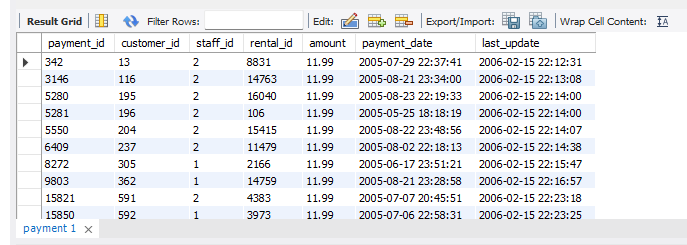 Result Grid Filter Rows: Edit: Export/Import: Wrap Cell Content: IA
payment_id customer_id staff_id rental_id amount payment_date last_update
342 13 2 8831 11.99 2005-07-29 22:37:41 2006-02-15 22:12:31
3146 116 2 14763 11.99 2005-08-21 23:34:00 2006-02-15 22:13:08
5280 195 2 16040 11.99 2005-08-23 22:19:33 2006-02-15 22:14:00
5281 196 2 106 11.99 2005-05-25 18:18:19 2006-02-15 22:14:00
5550 204 2 15415 11.99 2005-08-22 23:48:56 2006-02-15 22:14:07
6409 237 2 11479 11.99 2005-08-02 22:18:13 2006-02-15 22:14:38
8272 305 1 2166 11.99 2005-06-17 23:51:21 2006-02-15 22:15:47
9803 362 1 14759 11.99 2005-08-21 23:28:58 2006-02-15 22:16:57
15821 591 2 4383 11.99 2005-07-07 20:45:51 2006-02-15 22:23:18
15850 592 1 3973 11.99 2005-07-06 22:58:31 2006-02-15 22:23:25
payment 1